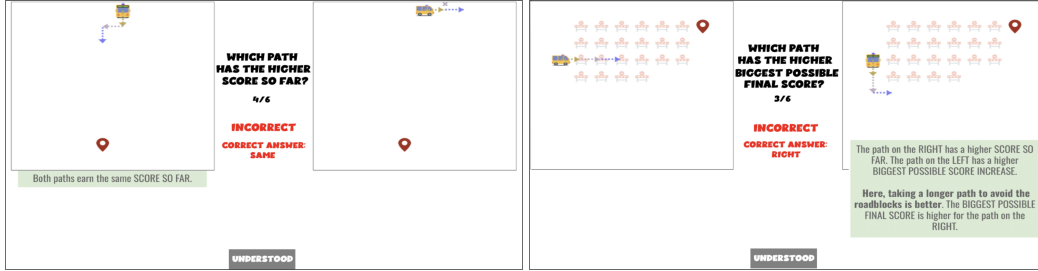 WHICH PATH
HAS THE HIGHER
SCORE SO FAR?
4/6
INCORRECT
CORRECT ANSWER:
SAME
Both paths earn the same SCORE SO FAR.
UNDERSTOOD
WHICH PATH
HAS THE HIGHER
BIGGEST POSSIBLE
FINAL SCORE?
3/6
INCORRECT
CORRECT ANSWER:
RIGHT
The path on the RIGHT has a higher SCORE SO
FAR. The path on the LEFT has a higher
BIGGEST POSSIBLE SCORE INCREASE.
Here, taking a longer path to avoid the
roadblocks is better. The BIGGEST POSSIBLE
FINAL SCORE is higher for the path on the
RIGHT.
UNDERSTOOD